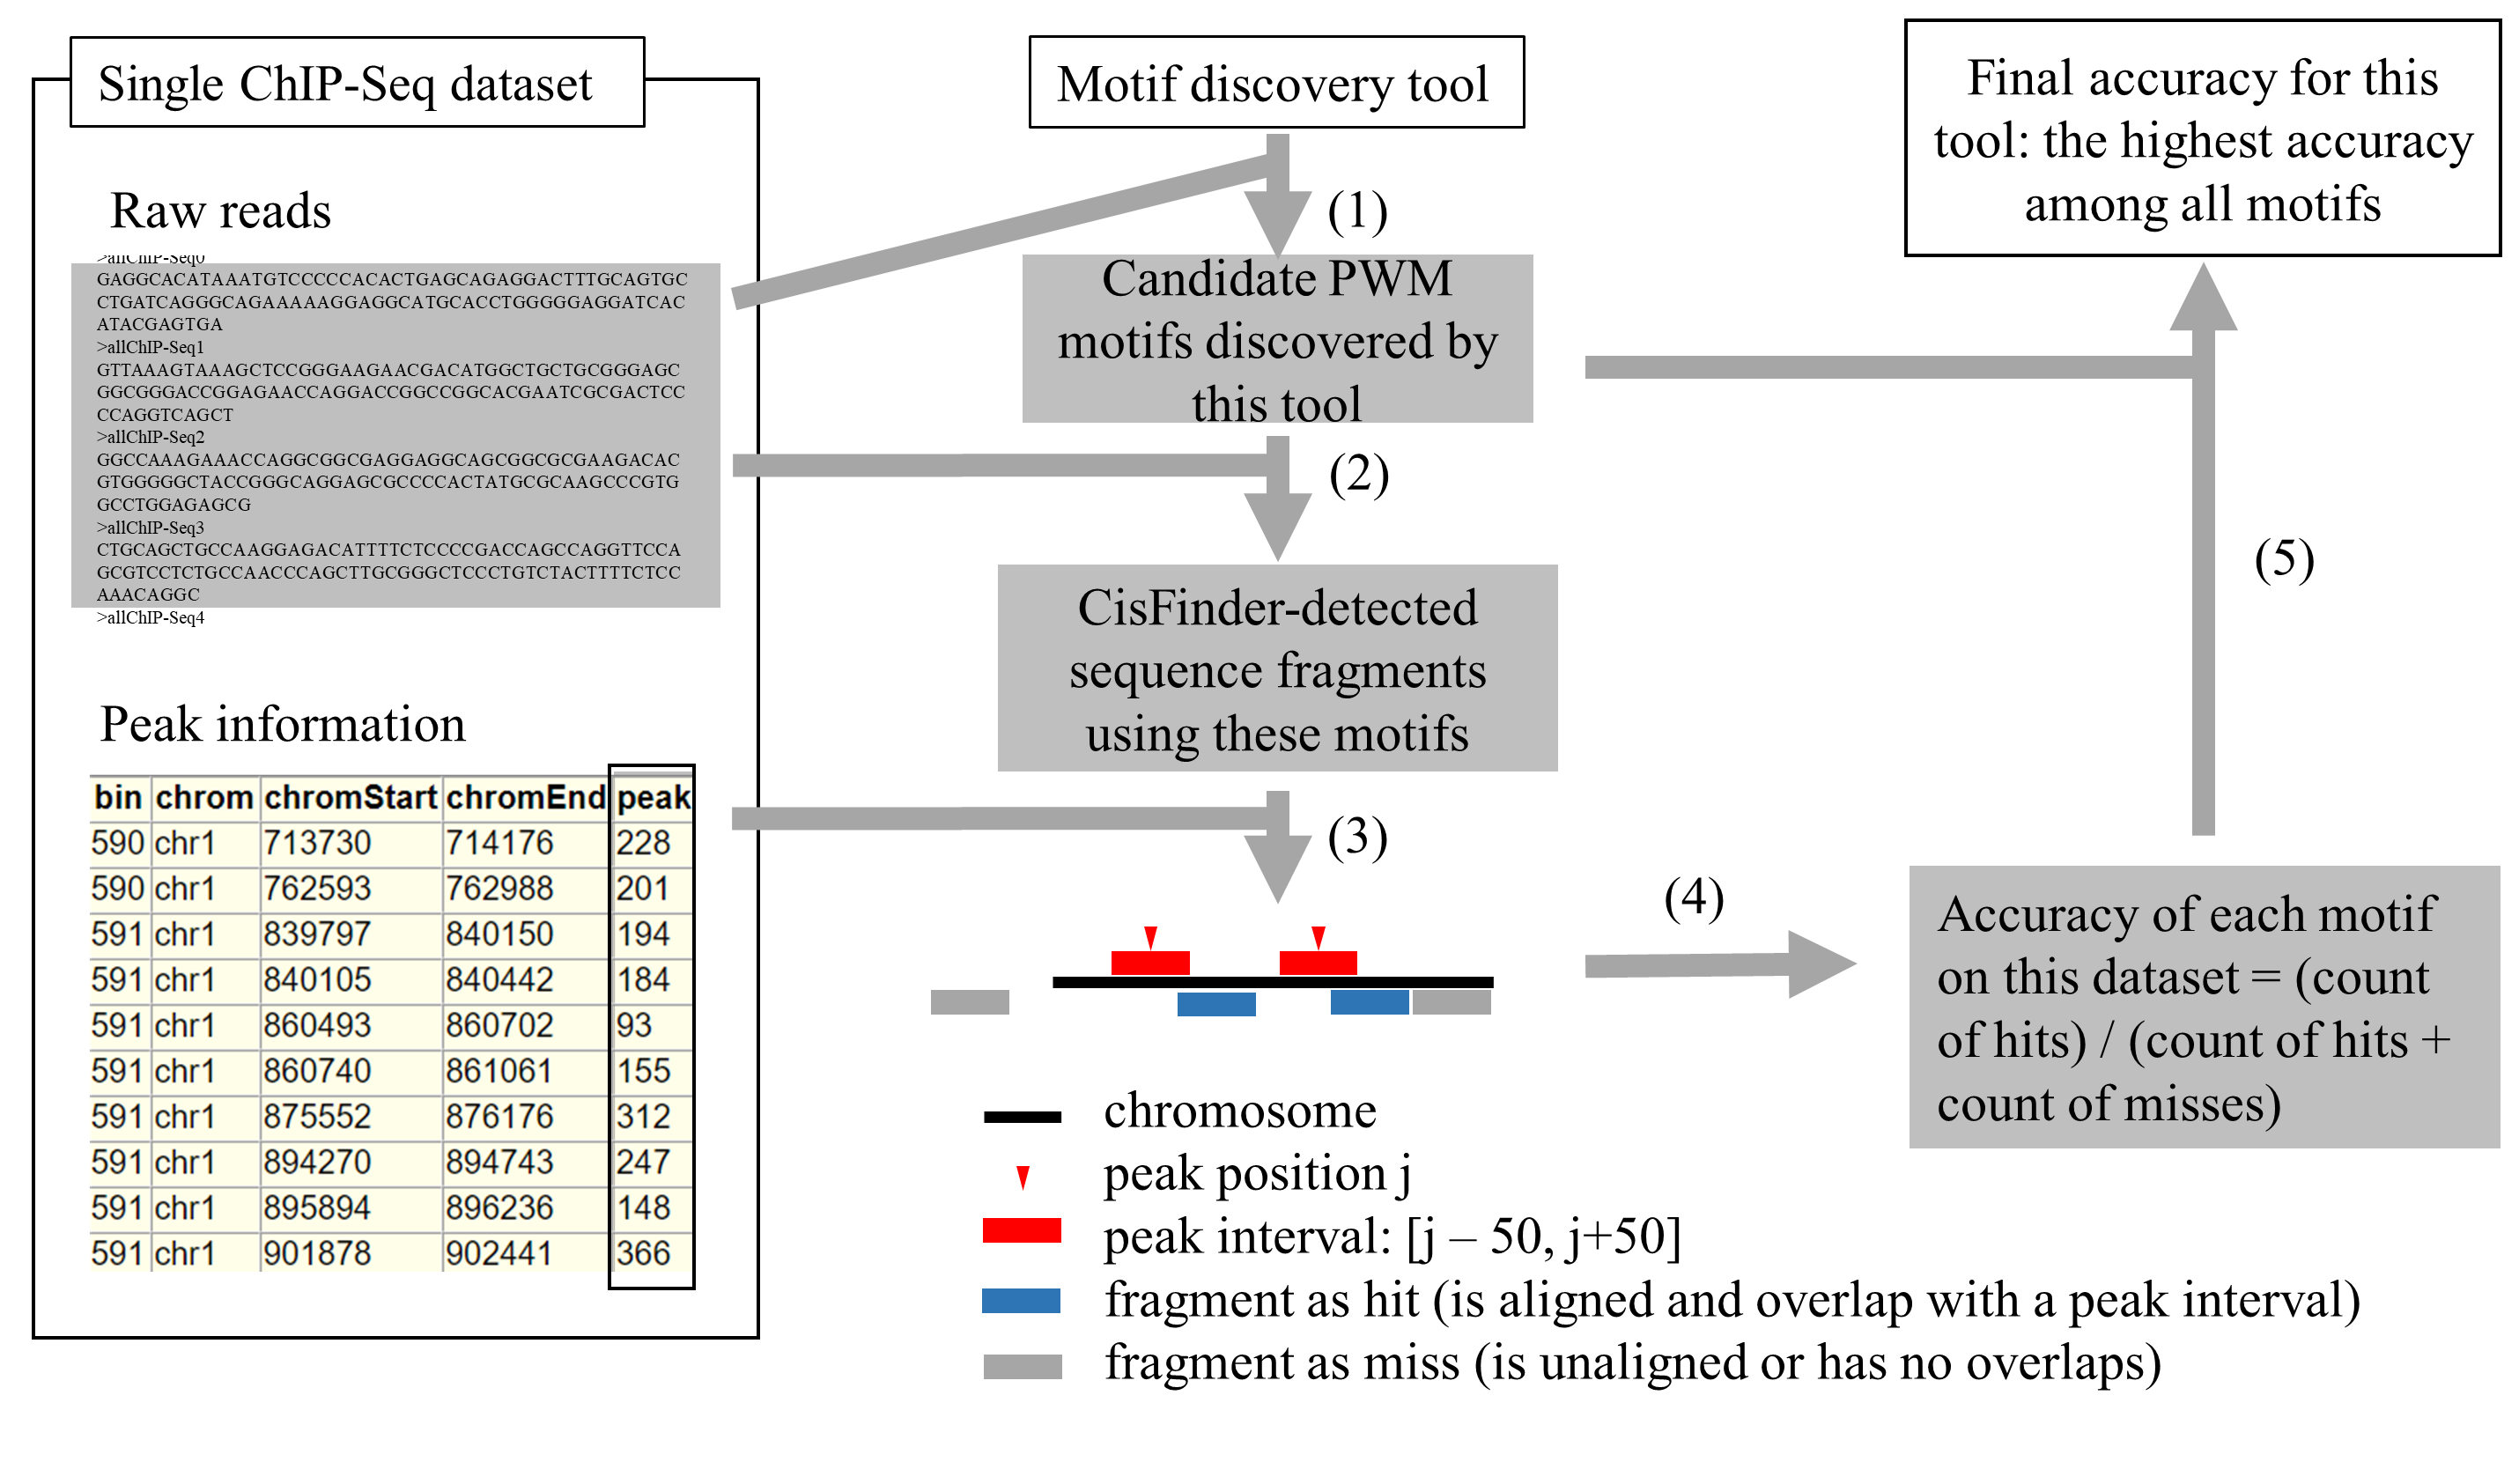 Single ChIP-Seq dataset
Raw reads
>allChIP-Seq0
GAGGCACATAAATGTCCCCCACACTGAGCAGAGGACTTTGCAGTGC
CTGATCAGGGCAGAAAAAGGAGGCATGCACCTGGGGGAGGATCAC
ATACGAGTGA
>allChIP-Seq1
GTTAAAGTAAAGCTCCGGGAAGAACGACATGGCTGCTGCGGGAGC
GGCGGGACCGGAGAACCAGGACCGGCCGGCACGAATCGCGACTCC
CCAGGTCAGCT
>allChIP-Seq2
GGCCAAAGAAACCAGGCGGCGAGGAGGCAGCGGCGCGAAGACAC
GTGGGGGCTACCGGGCAGGAGCGCCCCACTATGCGCAAGCCCGTG
GCCTGGAGAGCG
>allChIP-Seq3
CTGCAGCTGCCAAGGAGACATTTTCTCCCCGACCAGCCAGGTTCCA
GCGTCCTCTGCCAACCCAGCTTGCGGGCTCCCTGTCTACTTTTCTCC
AAACAGGC
>allChIP-Seq4
Peak information
bin chrom chromStart chromEnd peak
590 chr1 713730 714176 228
590 chr1 762593 762988 201
591 chr1 839797 840150 194
591 chr1 840105 840442 184
591 chr1 860493 860702 93
591 chr1 860740 861061 155
591 chr1 875552 876176 312
591 chr1 894270 894743 247
591 chr1 895894 896236 148
591 chr1 901878 902441 366
Motif discovery tool
(1)
Candidate PWM
motifs discovered by
this tool
(2)
CisFinder-detected
sequence fragments
using these motifs
(3)
(4)
chromosome
peak position j
peak interval: [j – 50, j+50]
fragment as hit (is aligned and overlap with a peak interval)
fragment as miss (is unaligned or has no overlaps)
Accuracy of each motif
on this dataset = (count
of hits) / (count of hits +
count of misses)
(5)
Final accuracy for this
tool: the highest accuracy
among all motifs